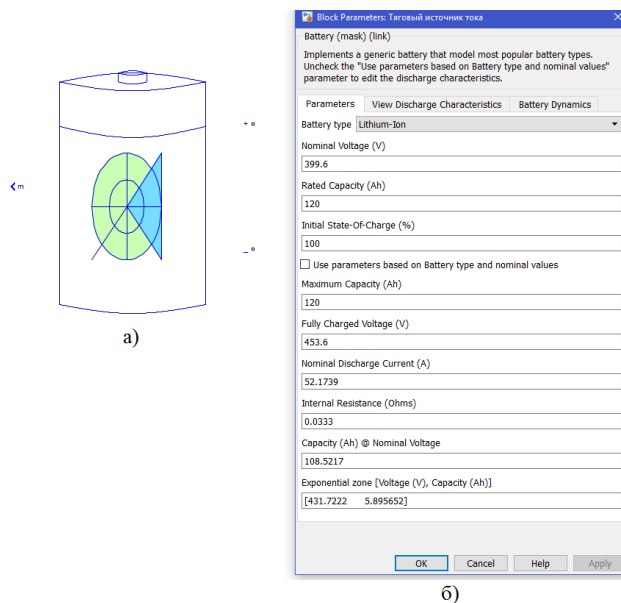 m
+
–
а)
Block Parameters: Тяговый источник тока
Battery (mask) (link)
Implements a generic battery that model most popular battery types.
Uncheck the "Use parameters based on Battery type and nominal values"
parameter to edit the discharge characteristics.
Parameters View Discharge Characteristics Battery Dynamics
Battery type Lithium-Ion
Nominal Voltage (V)
399.6
Rated Capacity (Ah)
120
Initial State-Of-Charge (%)
100
Use parameters based on Battery type and nominal values
Maximum Capacity (Ah)
120
Fully Charged Voltage (V)
453.6
Nominal Discharge Current (A)
52.1739
Internal Resistance (Ohms)
0.0333
Capacity (Ah) @ Nominal Voltage
108.5217
Exponential zone [Voltage (V), Capacity (Ah)]
[431.7222 5.895652]
OK Cancel Help Apply
б)